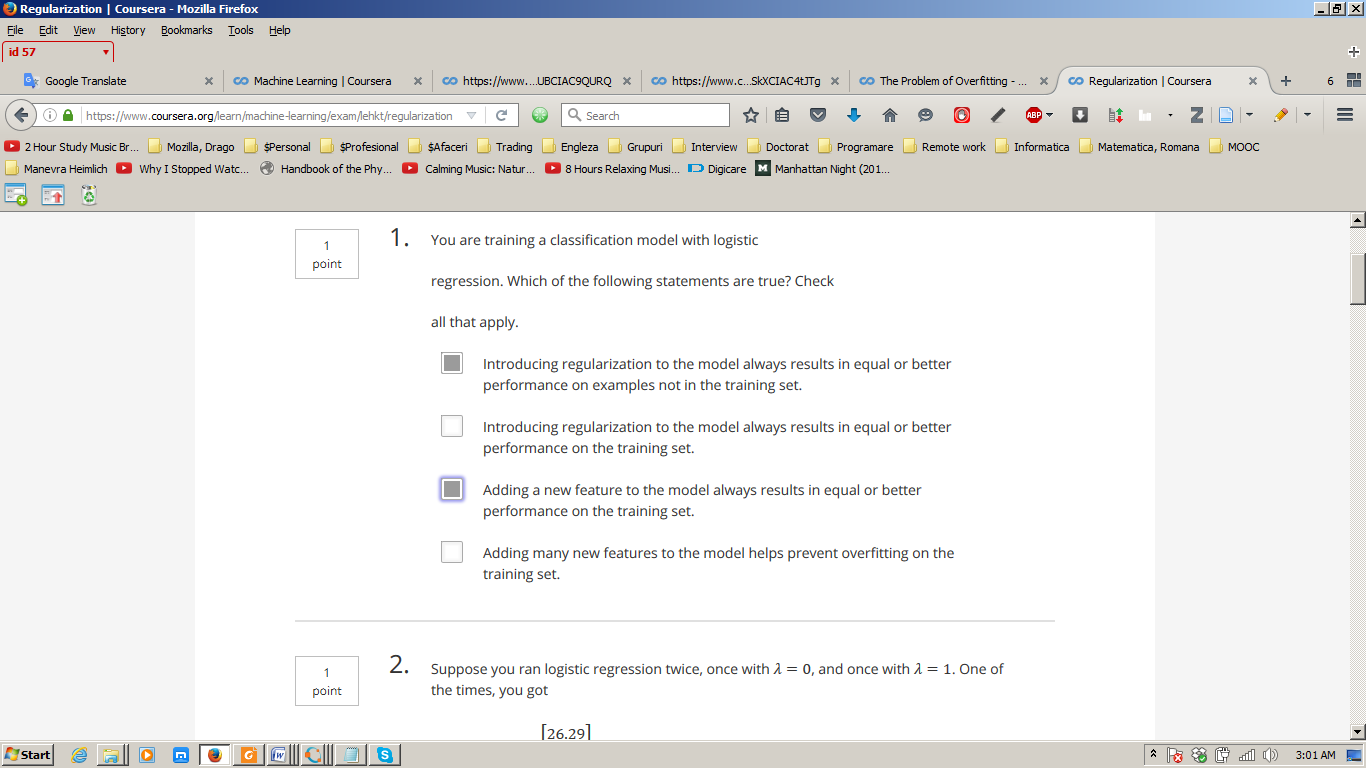 Regularization | Coursera - Mozilla Firefox
File Edit View History Bookmarks Tools Help
id 57
Google Translate
Machine Learning | Coursera
https://www....UBCIAC9QURQ
https://www.c...SkXCIAC4tJTg
The Problem of Overfitting - ...
Regularization | Coursera
6
https://www.coursera.org/learn/machine-learning/exam/lehkt/regularization
Search
ABP
2 Hour Study Music Br... Mozilla, Drago $Personal $Profesional $Afaceri Trading Engleza Grupuri Interview Doctorat Programare Remote work Informatica Matematica, Romana MOOC
Manevra Heimlich Why I Stopped Watc... Handbook of the Phy... Calming Music: Natur... 8 Hours Relaxing Musi... Digicare M Manhattan Night (201...
1
point
1. You are training a classification model with logistic
regression. Which of the following statements are true? Check
all that apply.
Introducing regularization to the model always results in equal or better
performance on examples not in the training set.
Introducing regularization to the model always results in equal or better
performance on the training set.
Adding a new feature to the model always results in equal or better
performance on the training set.
Adding many new features to the model helps prevent overfitting on the
training set.
1
point
2. Suppose you ran logistic regression twice, once with λ = 0, and once with λ = 1. One of
the times, you got
[26.29]
Start
3:01 AM